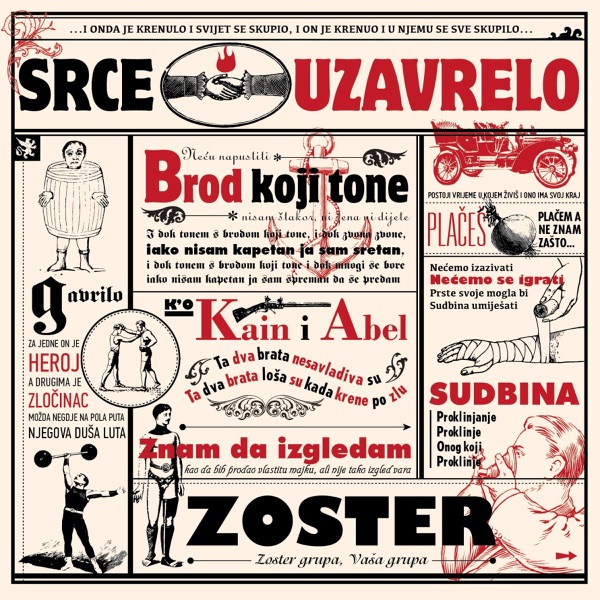 ...I ONDA JE KRENULO I SVIJET SE SKUPIO, I ON JE KRENUO I U NJEMU SE SVE SKUPILO...
SRCE UZAVRELO
Neću napustiti
Brod koji tone
nisam štakor, ni žena ni dijete
I dok tonem s brodom koji tone, i dok zvona zvone,
iako nisam kapetan ja sam sretan,
i dok tonem s brodom koji tone i dok mnogi se bore
iako nisam kapetan ja sam spreman da se predam
gavrilo
ZA JEDNE ON JE
HEROJ
A DRUGIMA JE
ZLOČINAC
MOŽDA NEGDJE NA POLA PUTA
NJEGOVA DUŠA LUTA
K'O
Kain i Abel
Ta dva brata nesavladiva su
Ta dva brata loša su kada krene po zlu
Znam da izgledam
kao da bih prodao vlastitu majku, ali nije tako izgled vara
POSTOJI VRIJEME U KOJEM ŽIVIŠ I ONO IMA SVOJ KRAJ
PLAČEŠ
PLAČEM A
NE ZNAM
ZAŠTO...
Nećemo izazivati
Nećemo se igrati
Prste svoje mogla bi
Sudbina umiješati
SUDBINA
Proklinjanje
Proklinje
Onog koji
Proklinje
ZOSTER
Zoster grupa, Vaša grupa